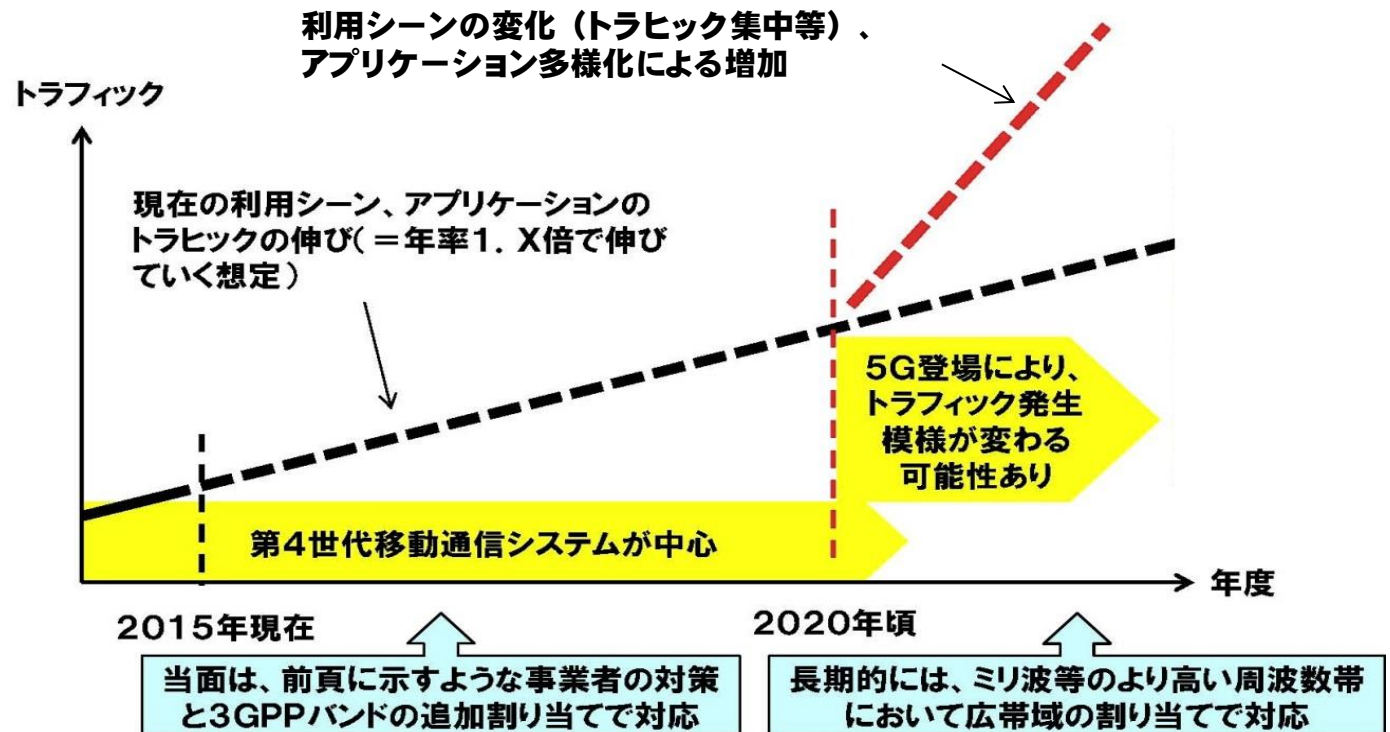 利用シーンの変化（トラヒック集中等）、
アプリケーション多様化による増加
トラフィック
現在の利用シーン、アプリケーションの
トラヒックの伸び（＝年率１．Ｘ倍で伸び
ていく想定）
５Ｇ登場により、
トラフィック発生
模様が変わる
可能性あり
第４世代移動通信システムが中心
年度
２０１５年現在
２０２０年頃
当面は、前頁に示すような事業者の対策
と３ＧＰＰバンドの追加割り当てで対応
長期的には、ミリ波等のより高い周波数帯
において広帯域の割り当てで対応